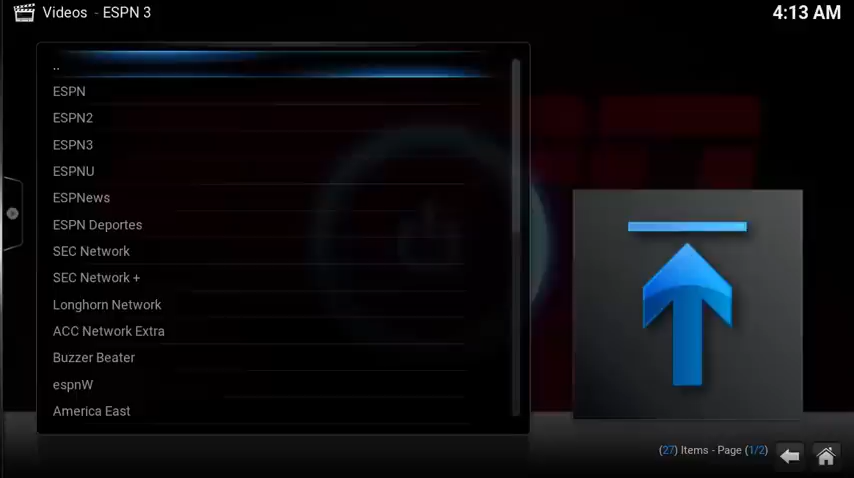 Videos - ESPN 3
4:13 AM
..
ESPN
ESPN2
ESPN3
ESPNU
ESPNews
ESPN Deportes
SEC Network
SEC Network +
Longhorn Network
ACC Network Extra
Buzzer Beater
espnW
America East
(27) Items - Page (1/2)